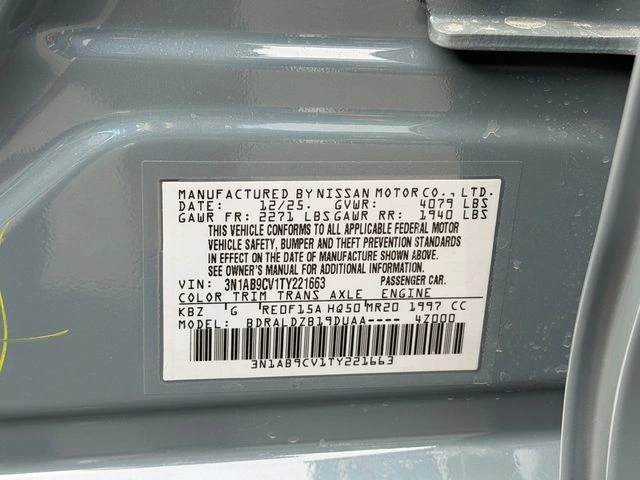 MANUFACTURED BY NISSAN MOTOR CO., LTD.
DATE: 12/25. GVWR: 4079 LBS
GAWR FR: 2271 LBS GAWR RR: 1940 LBS
THIS VEHICLE CONFORMS TO ALL APPLICABLE FEDERAL MOTOR
VEHICLE SAFETY, BUMPER AND THEFT PREVENTION STANDARDS
IN EFFECT ON THE DATE OF MANUFACTURE SHOWN ABOVE.
SEE OWNER'S MANUAL FOR ADDITIONAL INFORMATION.
VIN: 3N1AB9CV1TY221663 PASSENGER CAR.
COLOR TRIM TRANS AXLE ENGINE
KBZ G RE0F15A HQ50 MR20 1997 CC
MODEL: BDRALDZB19DUAA---- 4Z000
3N1AB9CV1TY221663